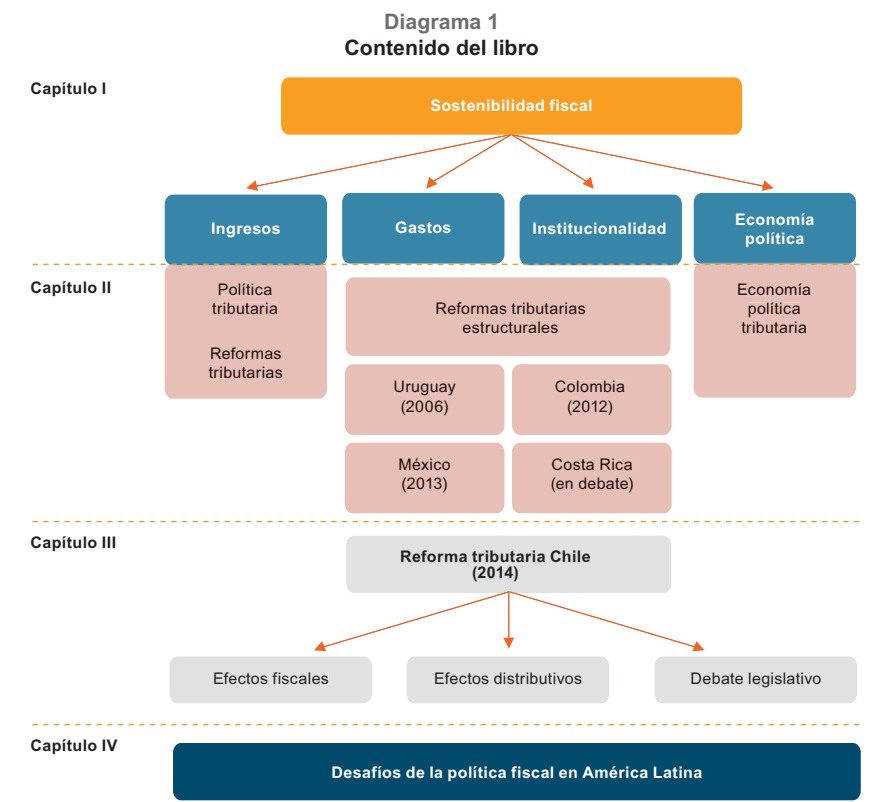 Diagrama 1
Contenido del libro
Capítulo I
Sostenibilidad fiscal
Ingresos
Gastos
Institucionalidad
Economía
política
Capítulo II
Política
tributaria
Reformas
tributarias
Reformas tributarias
estructurales
Economía
política
tributaria
Uruguay
(2006)
Colombia
(2012)
México
(2013)
Costa Rica
(en debate)
Capítulo III
Reforma tributaria Chile
(2014)
Efectos fiscales
Efectos distributivos
Debate legislativo
Capítulo IV
Desafíos de la política fiscal en América Latina